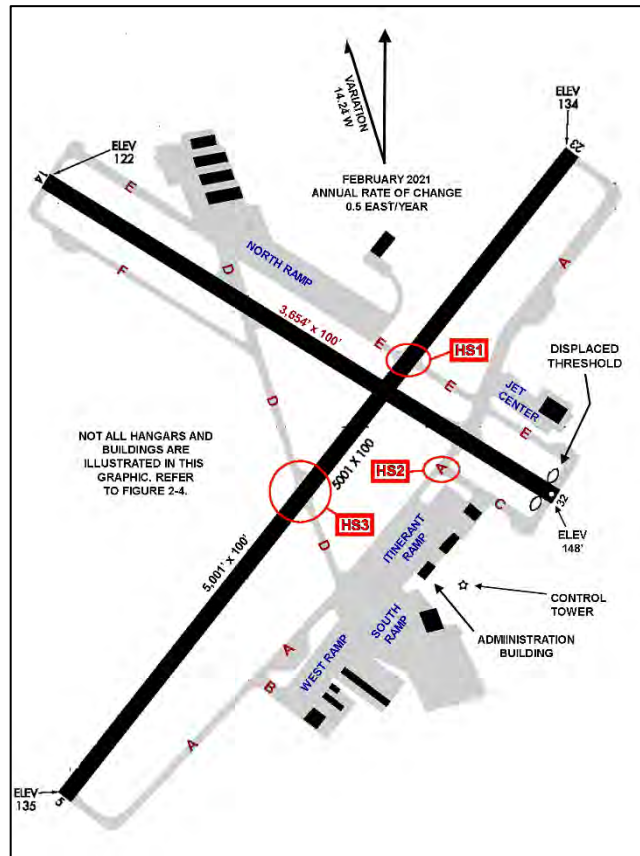 VARIATION
14.24 W
ELEV
134
23
ELEV
122
14
FEBRUARY 2021
ANNUAL RATE OF CHANGE
0.5 EAST/YEAR
E
A
F
D
NORTH RAMP
3,654' x 100'
E
HS1
DISPLACED
THRESHOLD
E
JET
CENTER
D
E
NOT ALL HANGARS AND
BUILDINGS ARE
ILLUSTRATED IN THIS
GRAPHIC. REFER
TO FIGURE 2-4.
5001 X 100
HS2
A
C
32
HS3
ELEV
148'
D
ITINERANT
RAMP
5,001' x 100'
CONTROL
TOWER
SOUTH
RAMP
ADMINISTRATION
BUILDING
A
WEST RAMP
B
A
ELEV
135
5